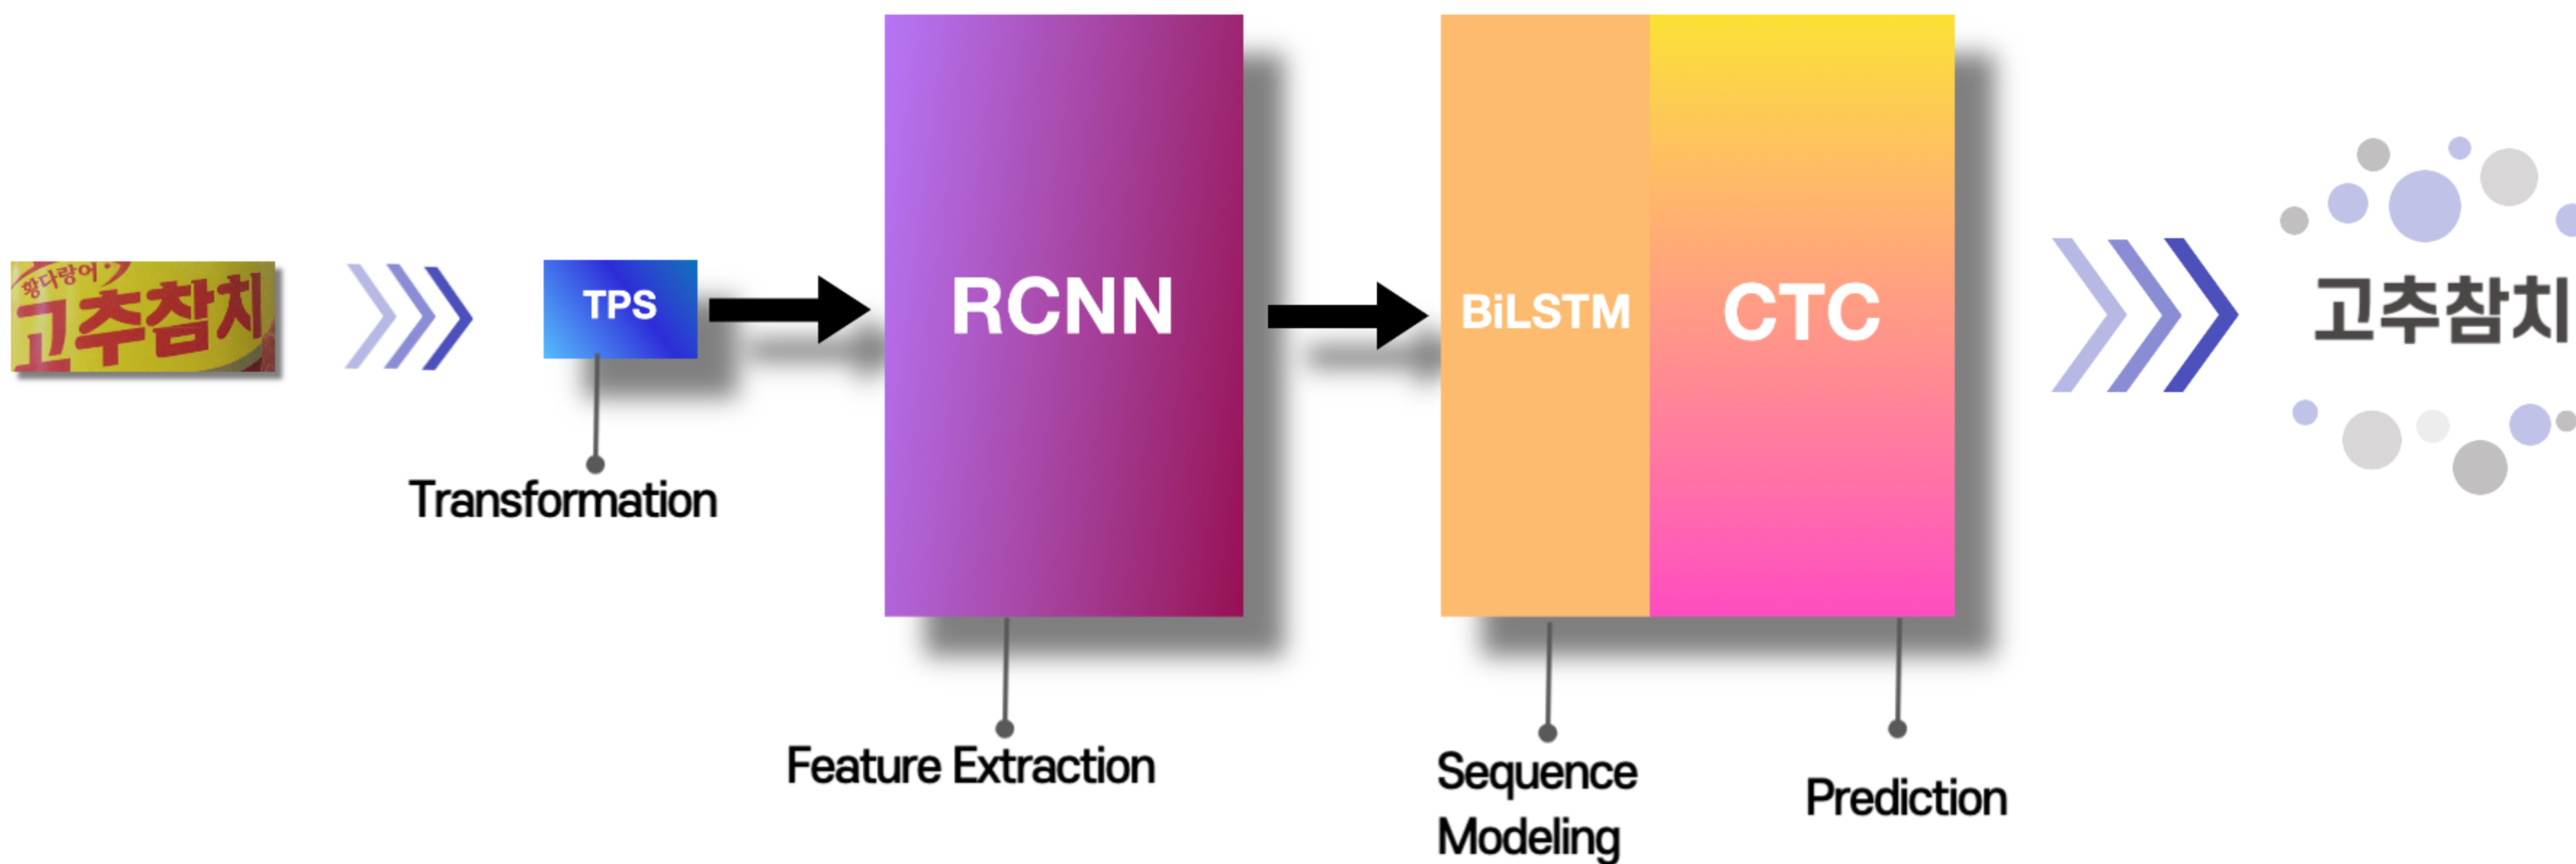 황다랑어
고추참치
TPS
Transformation
RCNN
Feature Extraction
BiLSTM
CTC
Sequence
Modeling
Prediction
고추참치